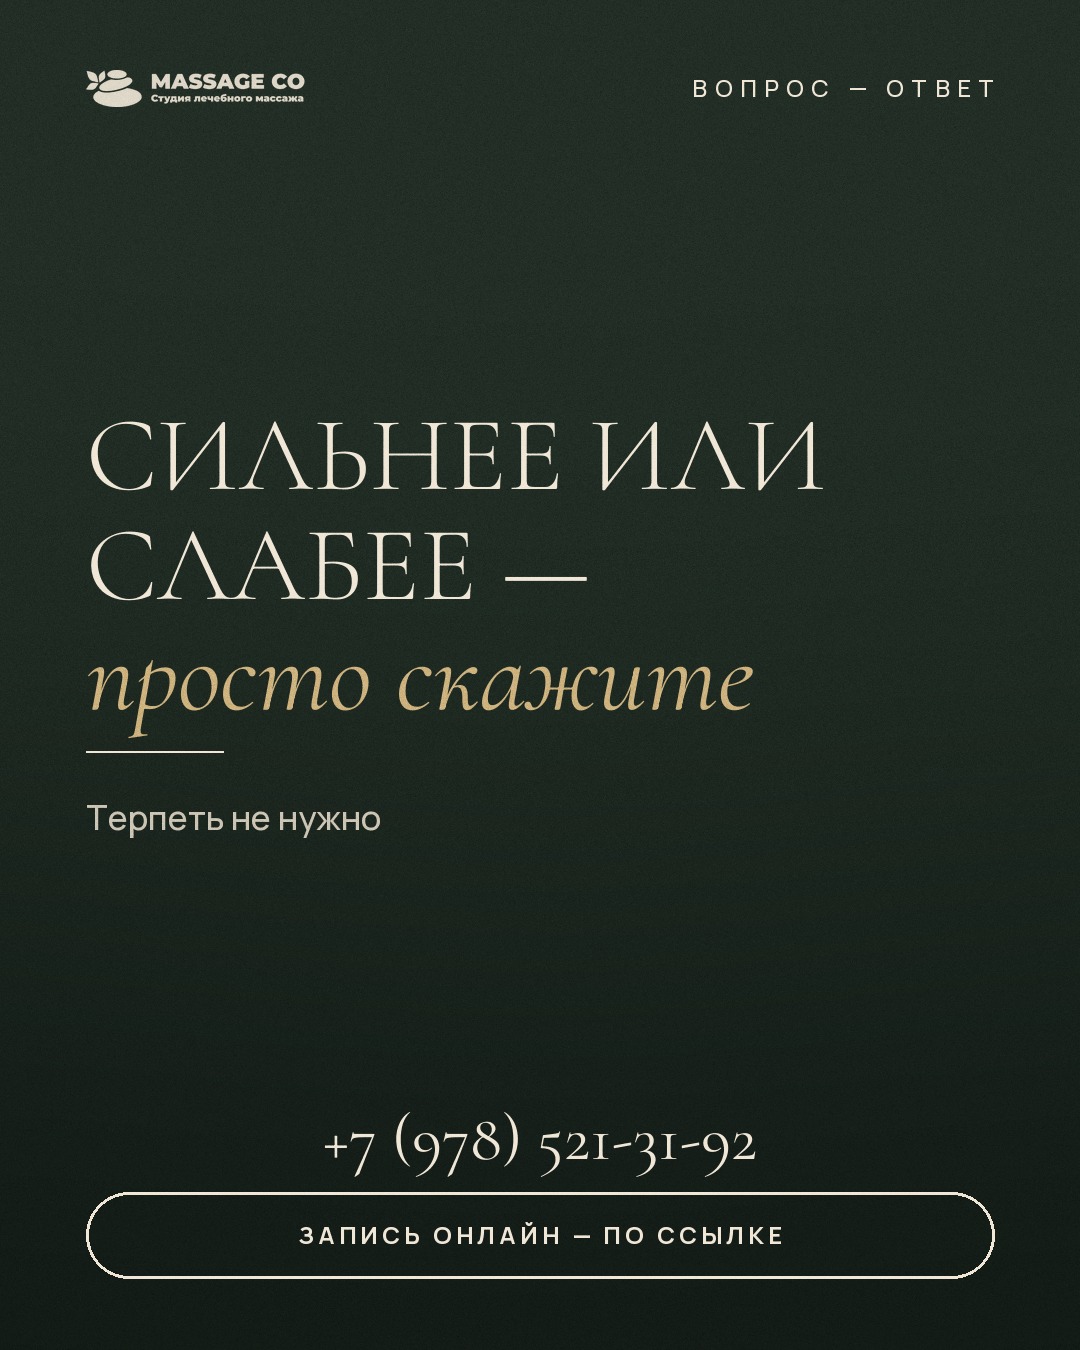 MASSAGE CO
Студия лечебного массажа
ВОПРОС — ОТВЕТ
СИЛЬНЕЕ ИЛИ
СЛАБЕЕ —
просто скажите
Терпеть не нужно
+7 (978) 521-31-92
ЗАПИСЬ ОНЛАЙН — ПО ССЫЛКЕ